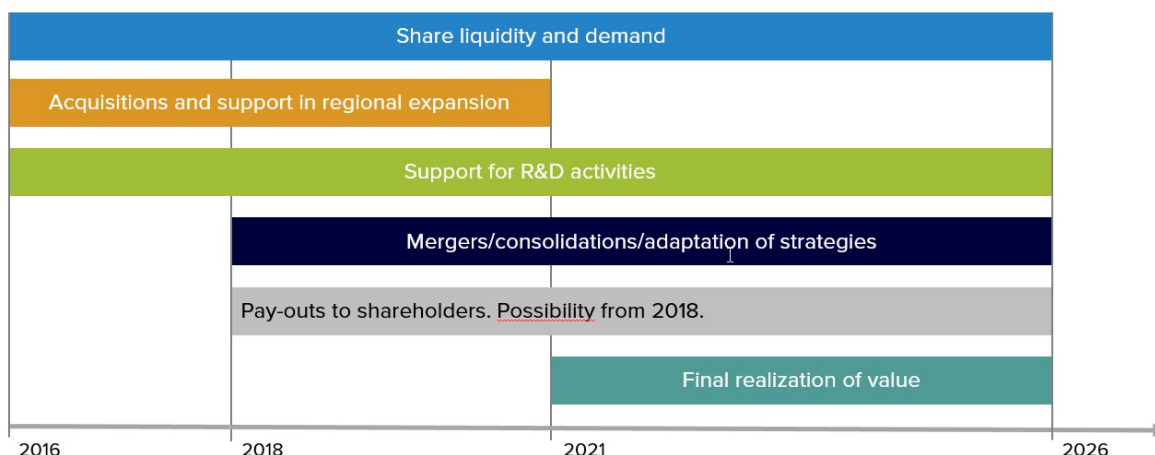 Share liquidity and demand
Acquisitions and support in regional expansion
Support for R&D activities
Mergers/consolidations/adaptation of strategies
Pay-outs to shareholders. Possibility from 2018.
Final realization of value
2016 2018 2021 2026